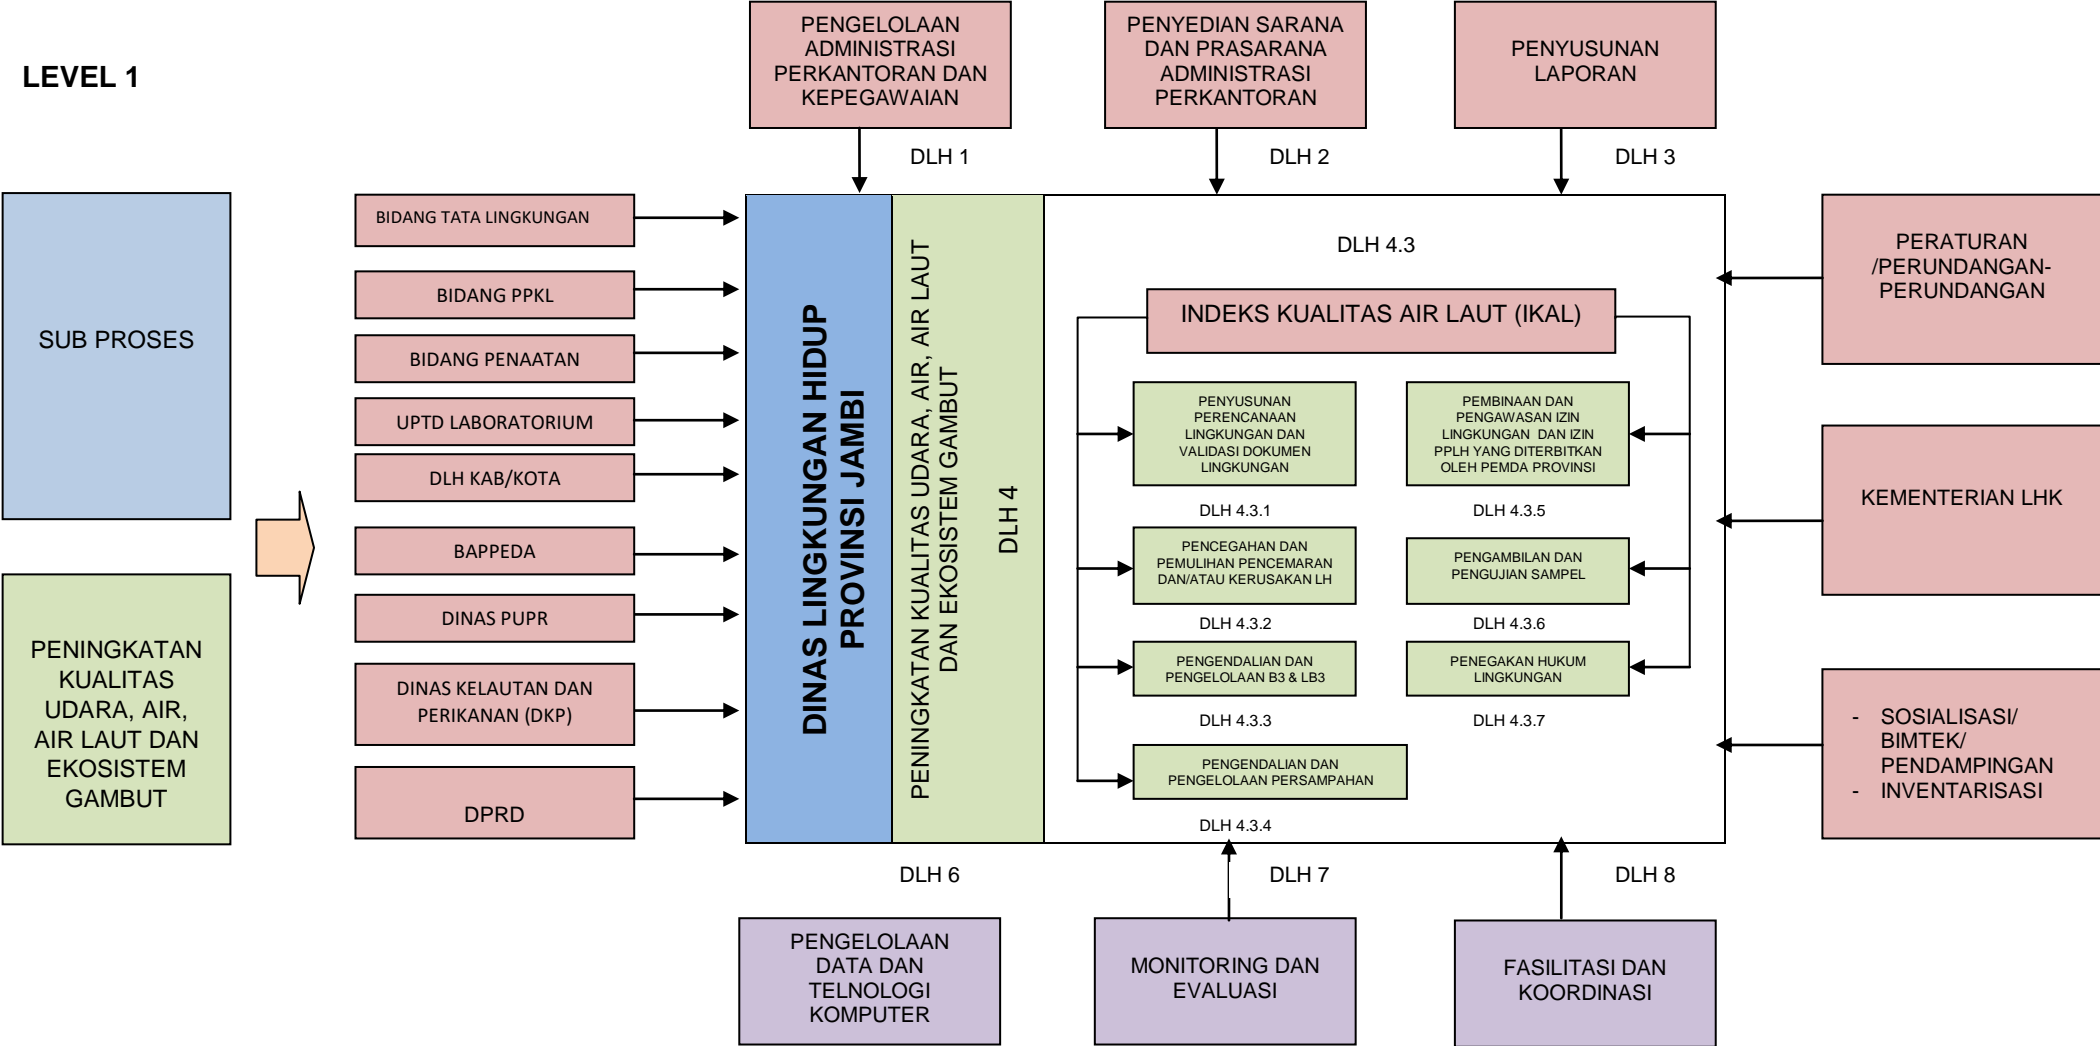 LEVEL 1
PENGELOLAAN
ADMINISTRASI
PERKANTORAN DAN
KEPEGAWAIAN
PENYEDIAN SARANA
DAN PRASARANA
ADMINISTRASI
PERKANTORAN
PENYUSUNAN
LAPORAN
DLH 1
DLH 2
DLH 3
SUB PROSES
PENINGKATAN
KUALITAS
UDARA, AIR,
AIR LAUT DAN
EKOSISTEM
GAMBUT
BIDANG TATA LINGKUNGAN
BIDANG PPKL
BIDANG PENAATAN
UPTD LABORATORIUM
DLH KAB/KOTA
BAPPEDA
DINAS PUPR
DINAS KELAUTAN DAN
PERIKANAN (DKP)
DPRD
DINAS LINGKUNGAN HIDUP
PROVINSI JAMBI
PENINGKATAN KUALITAS UDARA, AIR, AIR LAUT
DAN EKOSISTEM GAMBUT
DLH 4
DLH 4.3
INDEKS KUALITAS AIR LAUT (IKAL)
PENYUSUNAN
PERENCANAAN
LINGKUNGAN DAN
VALIDASI DOKUMEN
LINGKUNGAN
DLH 4.3.1
PENCEGAHAN DAN
PEMULIHAN PENCEMARAN
DAN/ATAU KERUSAKAN LH
DLH 4.3.2
PENGENDALIAN DAN
PENGELOLAAN B3 & LB3
DLH 4.3.3
PENGENDALIAN DAN
PENGELOLAAN PERSAMPAHAN
DLH 4.3.4
PEMBINAAN DAN
PENGAWASAN IZIN
LINGKUNGAN DAN IZIN
PPLH YANG DITERBITKAN
OLEH PEMDA PROVINSI
DLH 4.3.5
PENGAMBILAN DAN
PENGUJIAN SAMPEL
DLH 4.3.6
PENEGAKAN HUKUM
LINGKUNGAN
DLH 4.3.7
PERATURAN
/PERUNDANGAN-
PERUNDANGAN
KEMENTERIAN LHK
- SOSIALISASI/
BIMTEK/
PENDAMPINGAN
- INVENTARISASI
DLH 6
DLH 7
DLH 8
PENGELOLAAN
DATA DAN
TELNOLOGI
KOMPUTER
MONITORING DAN
EVALUASI
FASILITASI DAN
KOORDINASI